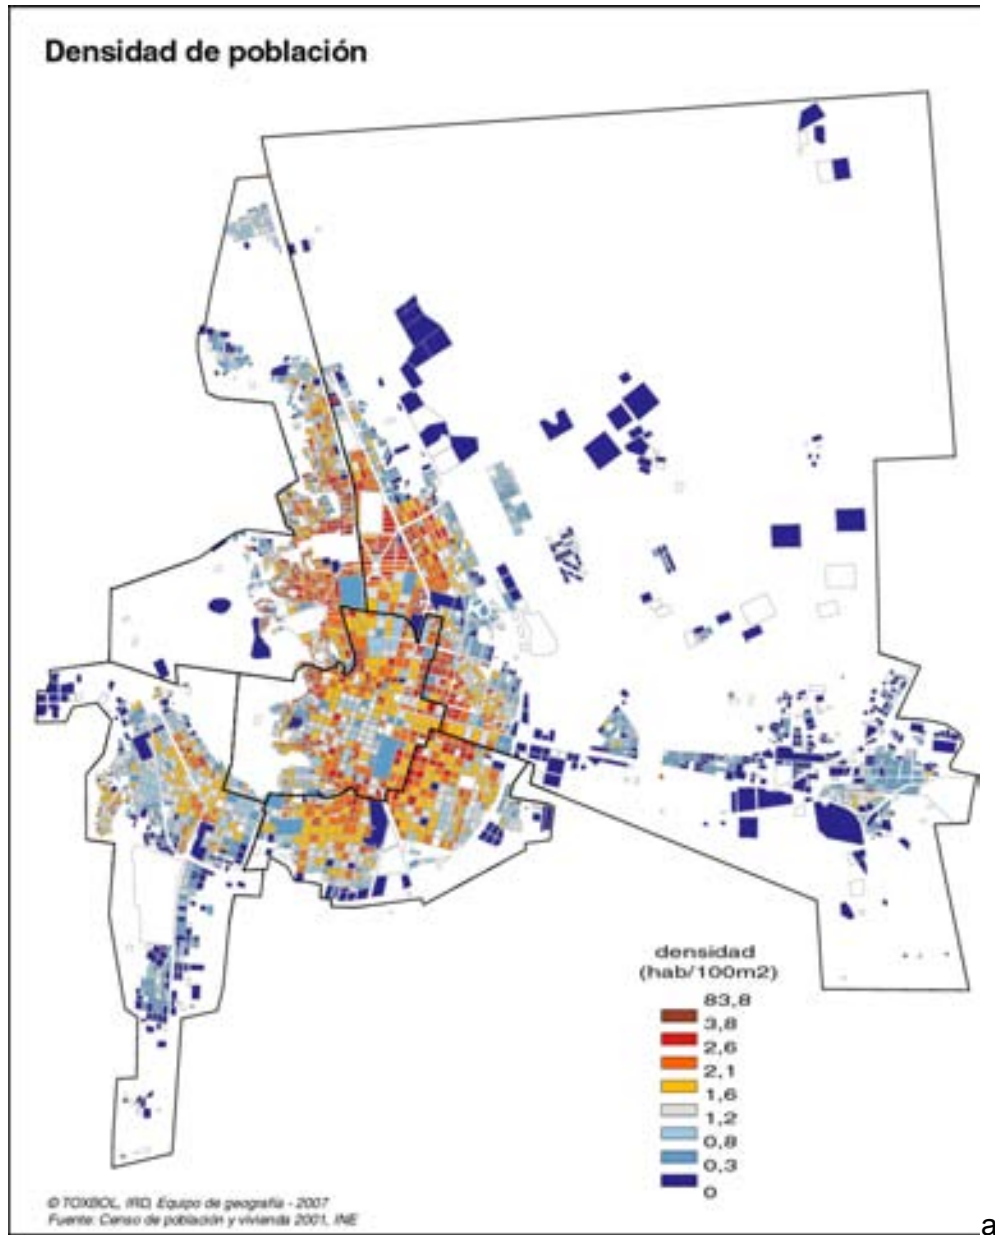 Densidad de población
densidad
(hab/100m2)
83,8
3,8
2,6
2,1
1,6
1,2
0,8
0,3
0
© TOXBOL, IRD, Equipo de geografía - 2007
Fuente: Censo de población y vivienda 2001, INE
a